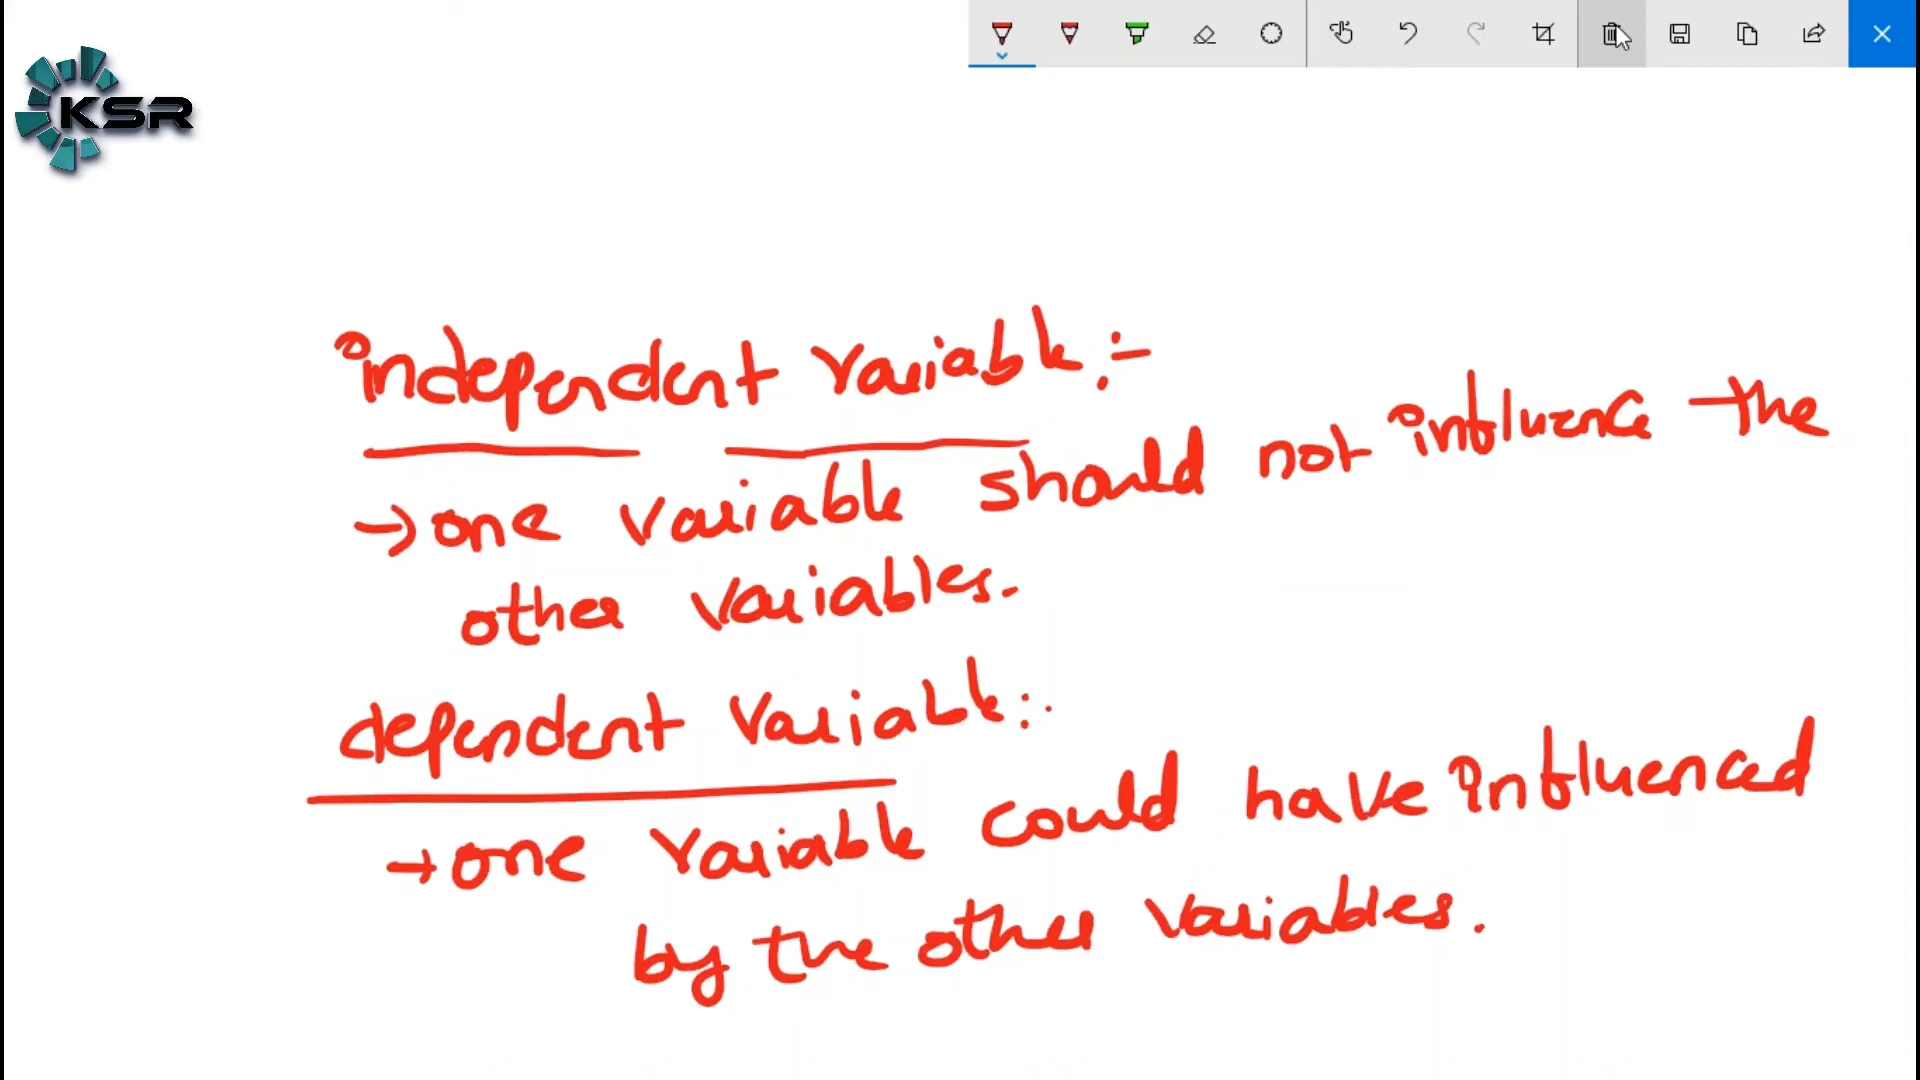 KSR
independent variable :-
→ one variable should not influence the
other variables.
dependent variable :.
→ one variable could have influenced
by the other variables.